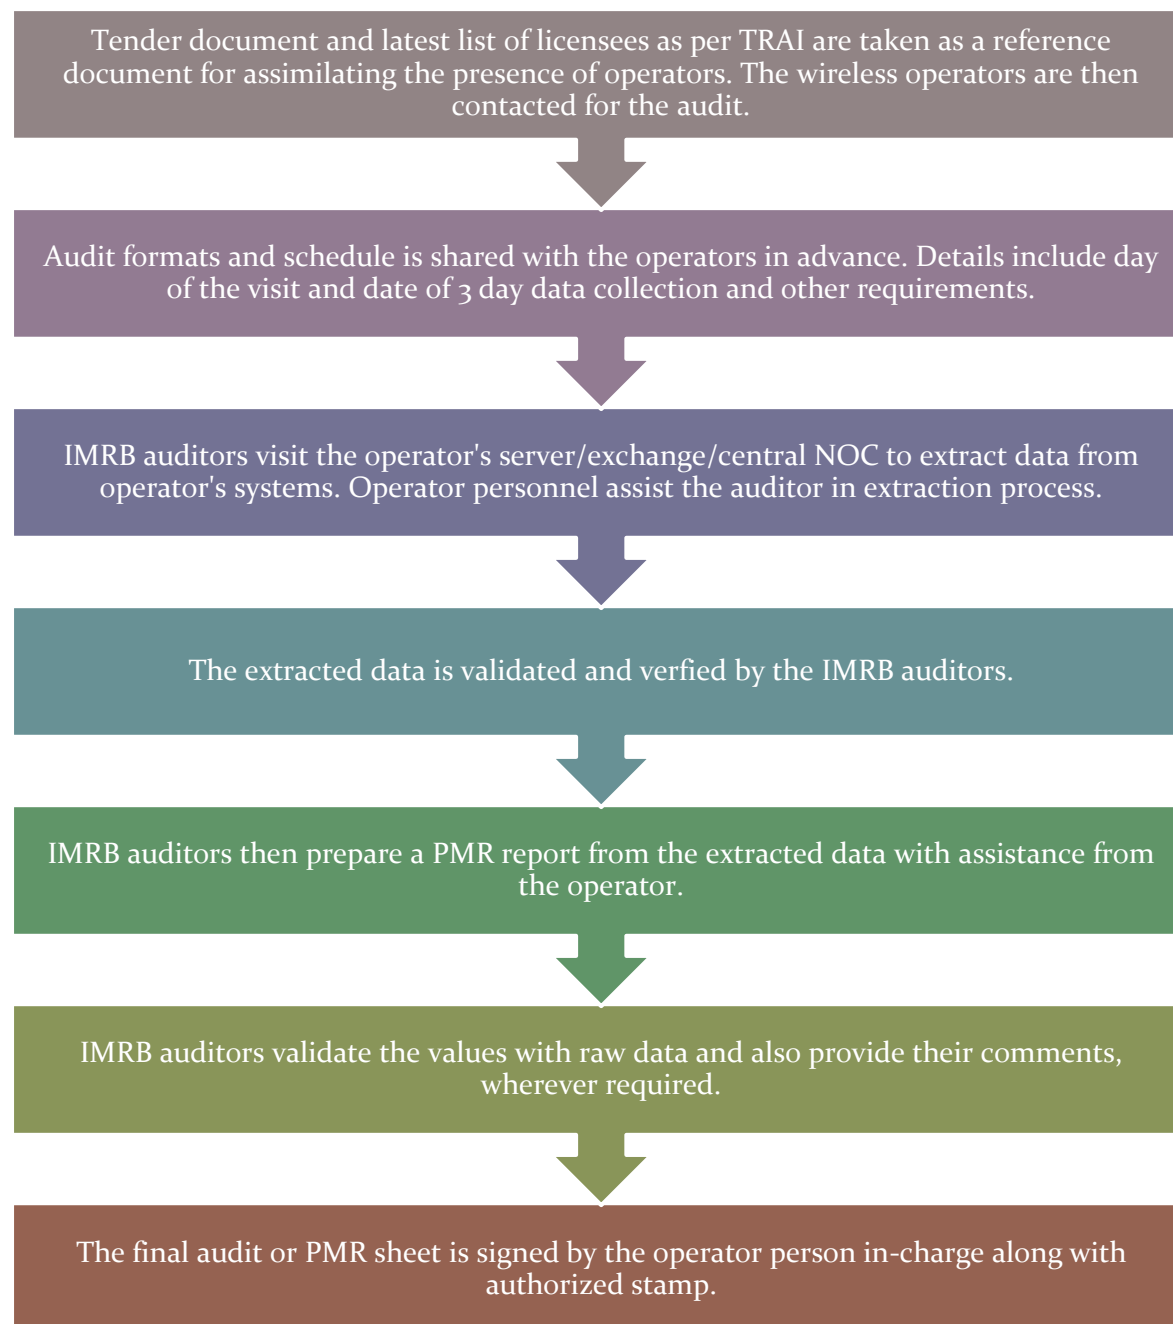 Tender document and latest list of licensees as per TRAI are taken as a reference
document for assimilating the presence of operators. The wireless operators are then
contacted for the audit.
Audit formats and schedule is shared with the operators in advance. Details include day
of the visit and date of 3 day data collection and other requirements.
IMRB auditors visit the operator's server/exchange/central NOC to extract data from
operator's systems. Operator personnel assist the auditor in extraction process.
The extracted data is validated and verfied by the IMRB auditors.
IMRB auditors then prepare a PMR report from the extracted data with assistance from
the operator.
IMRB auditors validate the values with raw data and also provide their comments,
wherever required.
The final audit or PMR sheet is signed by the operator person in-charge along with
authorized stamp.